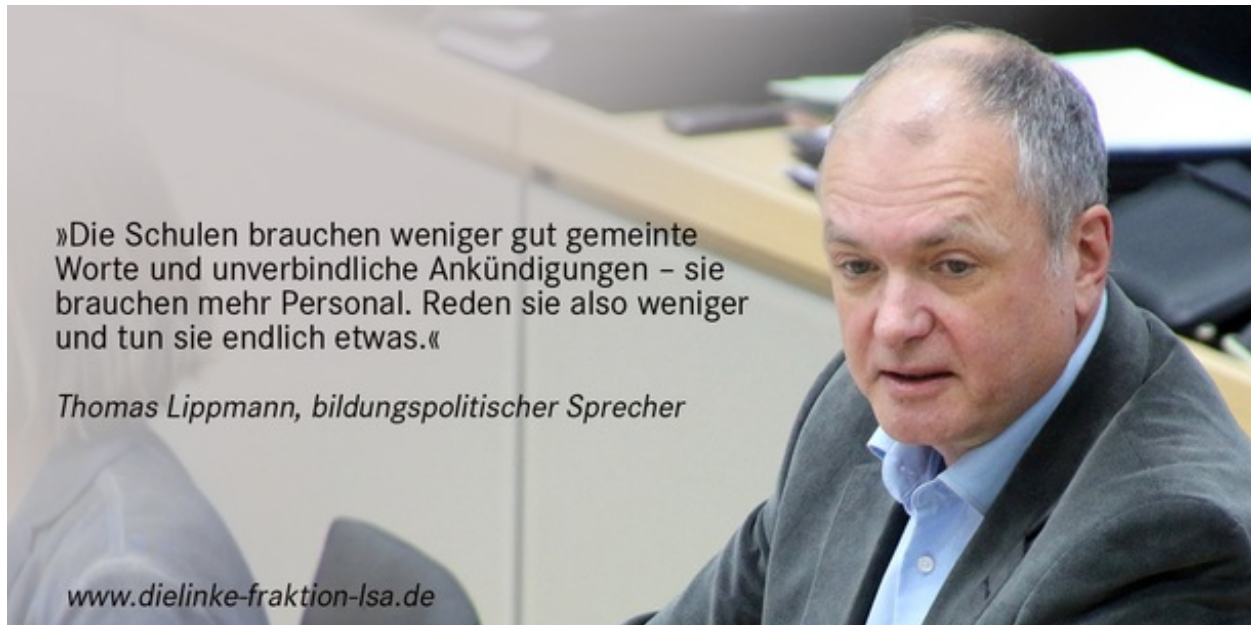 »Die Schulen brauchen weniger gut gemeinte
Worte und unverbindliche Ankündigungen – sie
brauchen mehr Personal. Reden sie also weniger
und tun sie endlich etwas.«
Thomas Lippmann, bildungspolitischer Sprecher
www.dielinke-fraktion-lsa.de